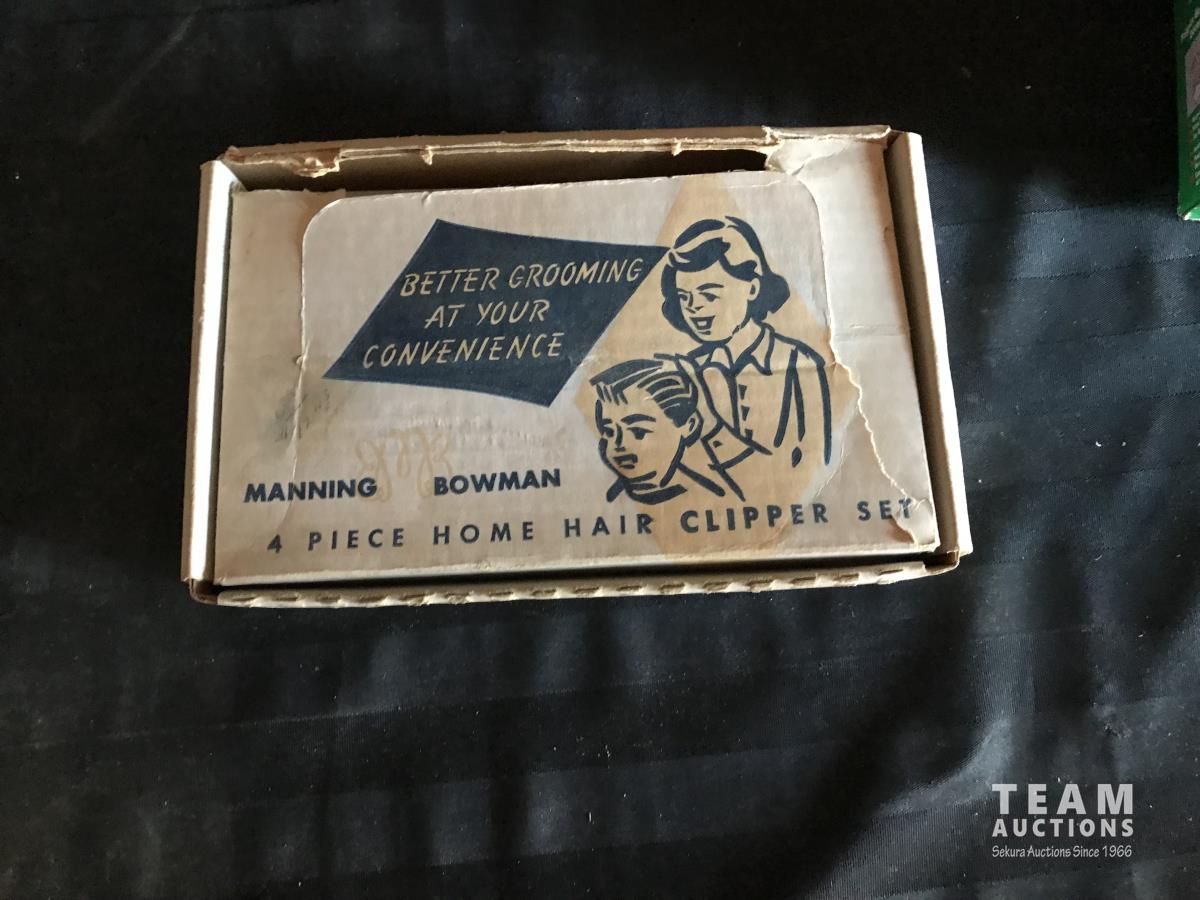 BETTER GROOMING
AT YOUR
CONVENIENCE
MANNING BOWMAN
4 PIECE HOME HAIR CLIPPER SET
TEAM
AUCTIONS
Sekura Auctions Since 1966